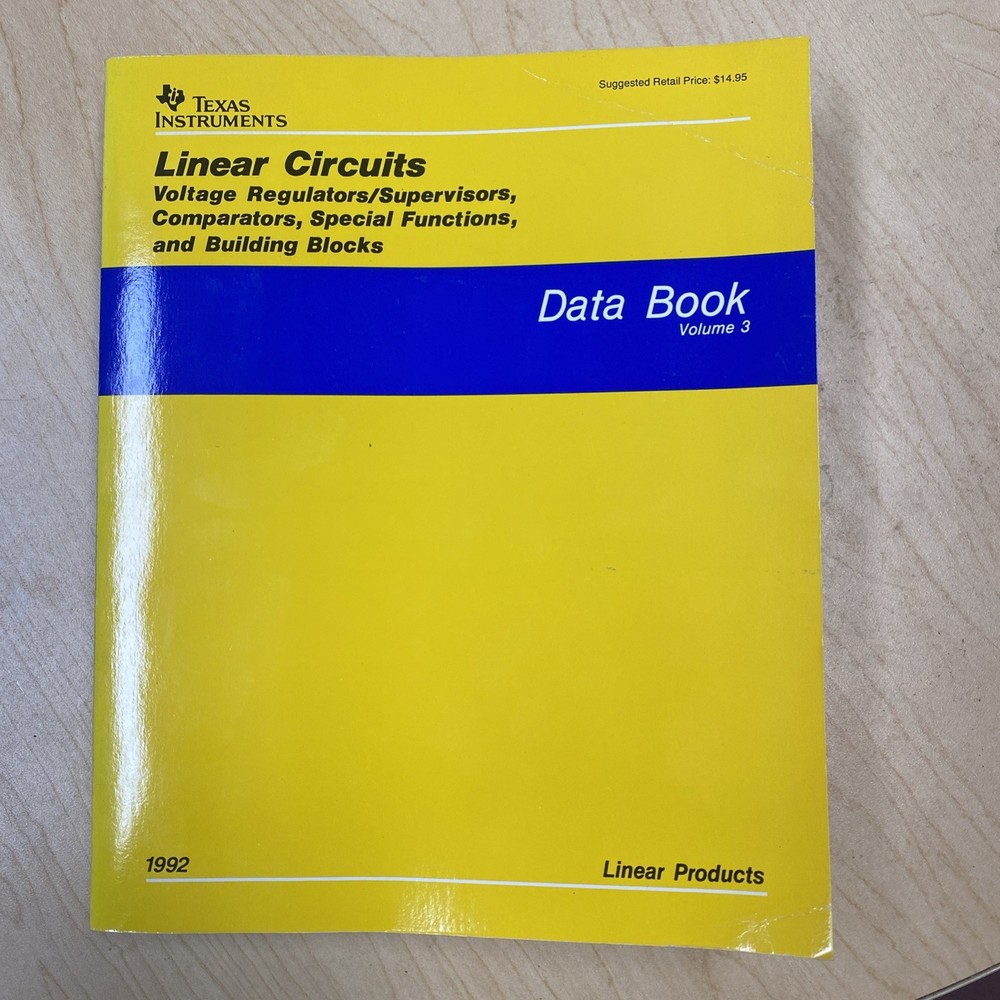 Suggested Retail Price: $14.95
TEXAS
INSTRUMENTS
Linear Circuits
Voltage Regulators/Supervisors,
Comparators, Special Functions,
and Building Blocks
Data Book
Volume 3
1992
Linear Products